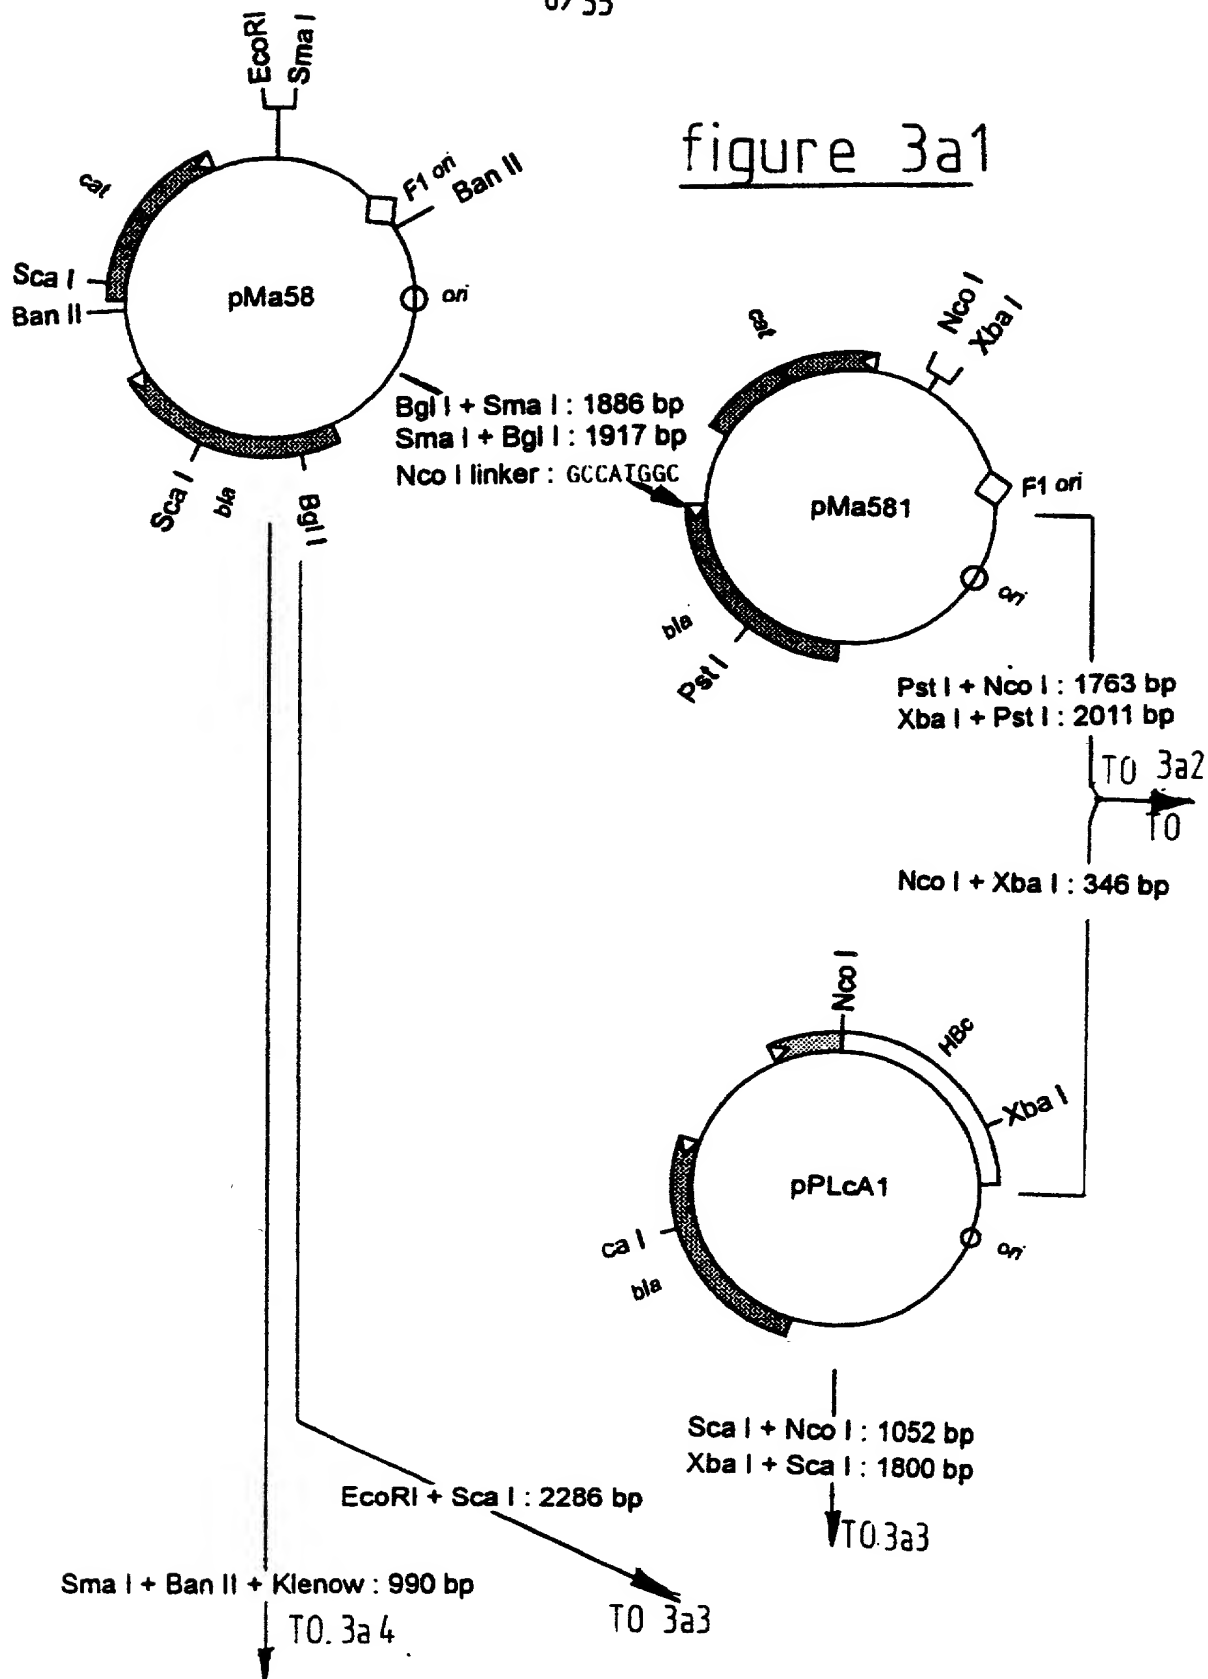 6/55
EcoRI
Sma I
figure 3a1
cat
F1 ori
Ban II
Sca I
Ban II
pMa58
ori
Sca I
bla
Bgl I
Bgl I + Sma I : 1886 bp
Sma I + Bgl I : 1917 bp
Nco I linker : GCCATGGC
Nco I
Xba I
cat
pMa581
F1 ori
ori
bla
Pst I
Pst I + Nco I : 1763 bp
Xba I + Pst I : 2011 bp
TO 3a2
TO
Nco I + Xba I : 346 bp
Nco I
HBc
Xba I
pPLcA1
ca I
bla
ori
Sca I + Nco I : 1052 bp
Xba I + Sca I : 1800 bp
TO.3a3
EcoRI + Sca I : 2286 bp
TO 3a3
Sma I + Ban II + Klenow : 990 bp
TO. 3a4